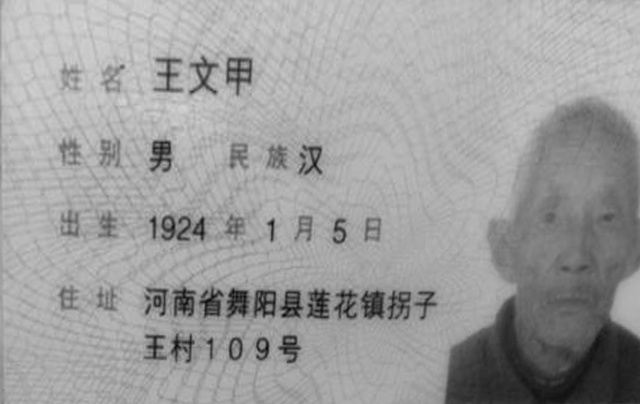 姓名 王文甲
性别 男 民族 汉
出生 1924 年 1 月 5 日
住址 河南省舞阳县莲花镇拐子
王村109号